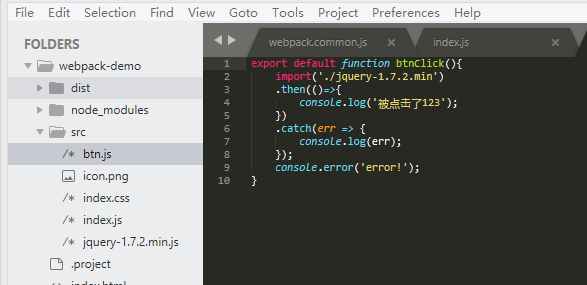 File Edit Selection Find View Goto Tools Project Preferences Help
FOLDERS
webpack-demo
dist
node_modules
src
/* btn.js
icon.png
/* index.css
/* index.js
/* jquery-1.7.2.min.js
.project
index.html
webpack.common.js × index.js ×
1 export default function btnClick(){
2 import('./jquery-1.7.2.min')
3 .then(()=>{
4 console.log('被点击了123');
5 })
6 .catch(err => {
7 console.log(err);
8 });
9 console.error('error!');
10 }